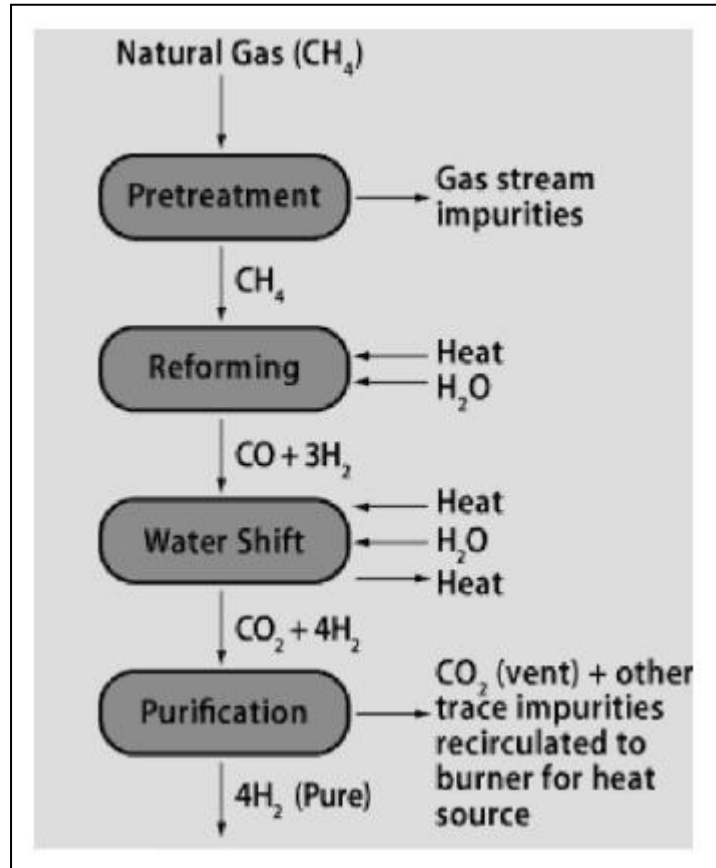 Natural Gas (CH₄)
Pretreatment
Gas stream
impurities
CH₄
Reforming
Heat
H₂O
CO + 3H₂
Water Shift
Heat
H₂O
Heat
CO₂ + 4H₂
Purification
CO₂ (vent) + other
trace impurities
recirculated to
burner for heat
source
4H₂ (Pure)